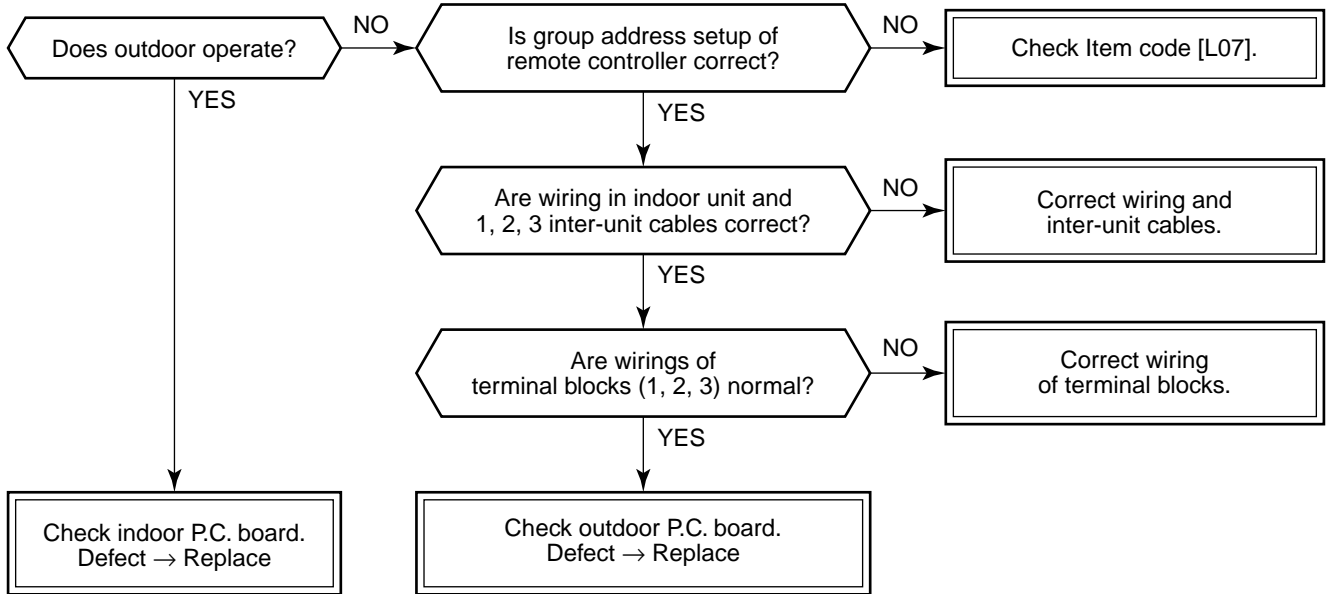 Does outdoor operate?
NO
Is group address setup of
remote controller correct?
NO
Check Item code [L07].
YES
YES
Are wiring in indoor unit and
1, 2, 3 inter-unit cables correct?
NO
Correct wiring and
inter-unit cables.
YES
Are wirings of
terminal blocks (1, 2, 3) normal?
NO
Correct wiring
of terminal blocks.
YES
Check indoor P.C. board.
Defect → Replace
Check outdoor P.C. board.
Defect → Replace